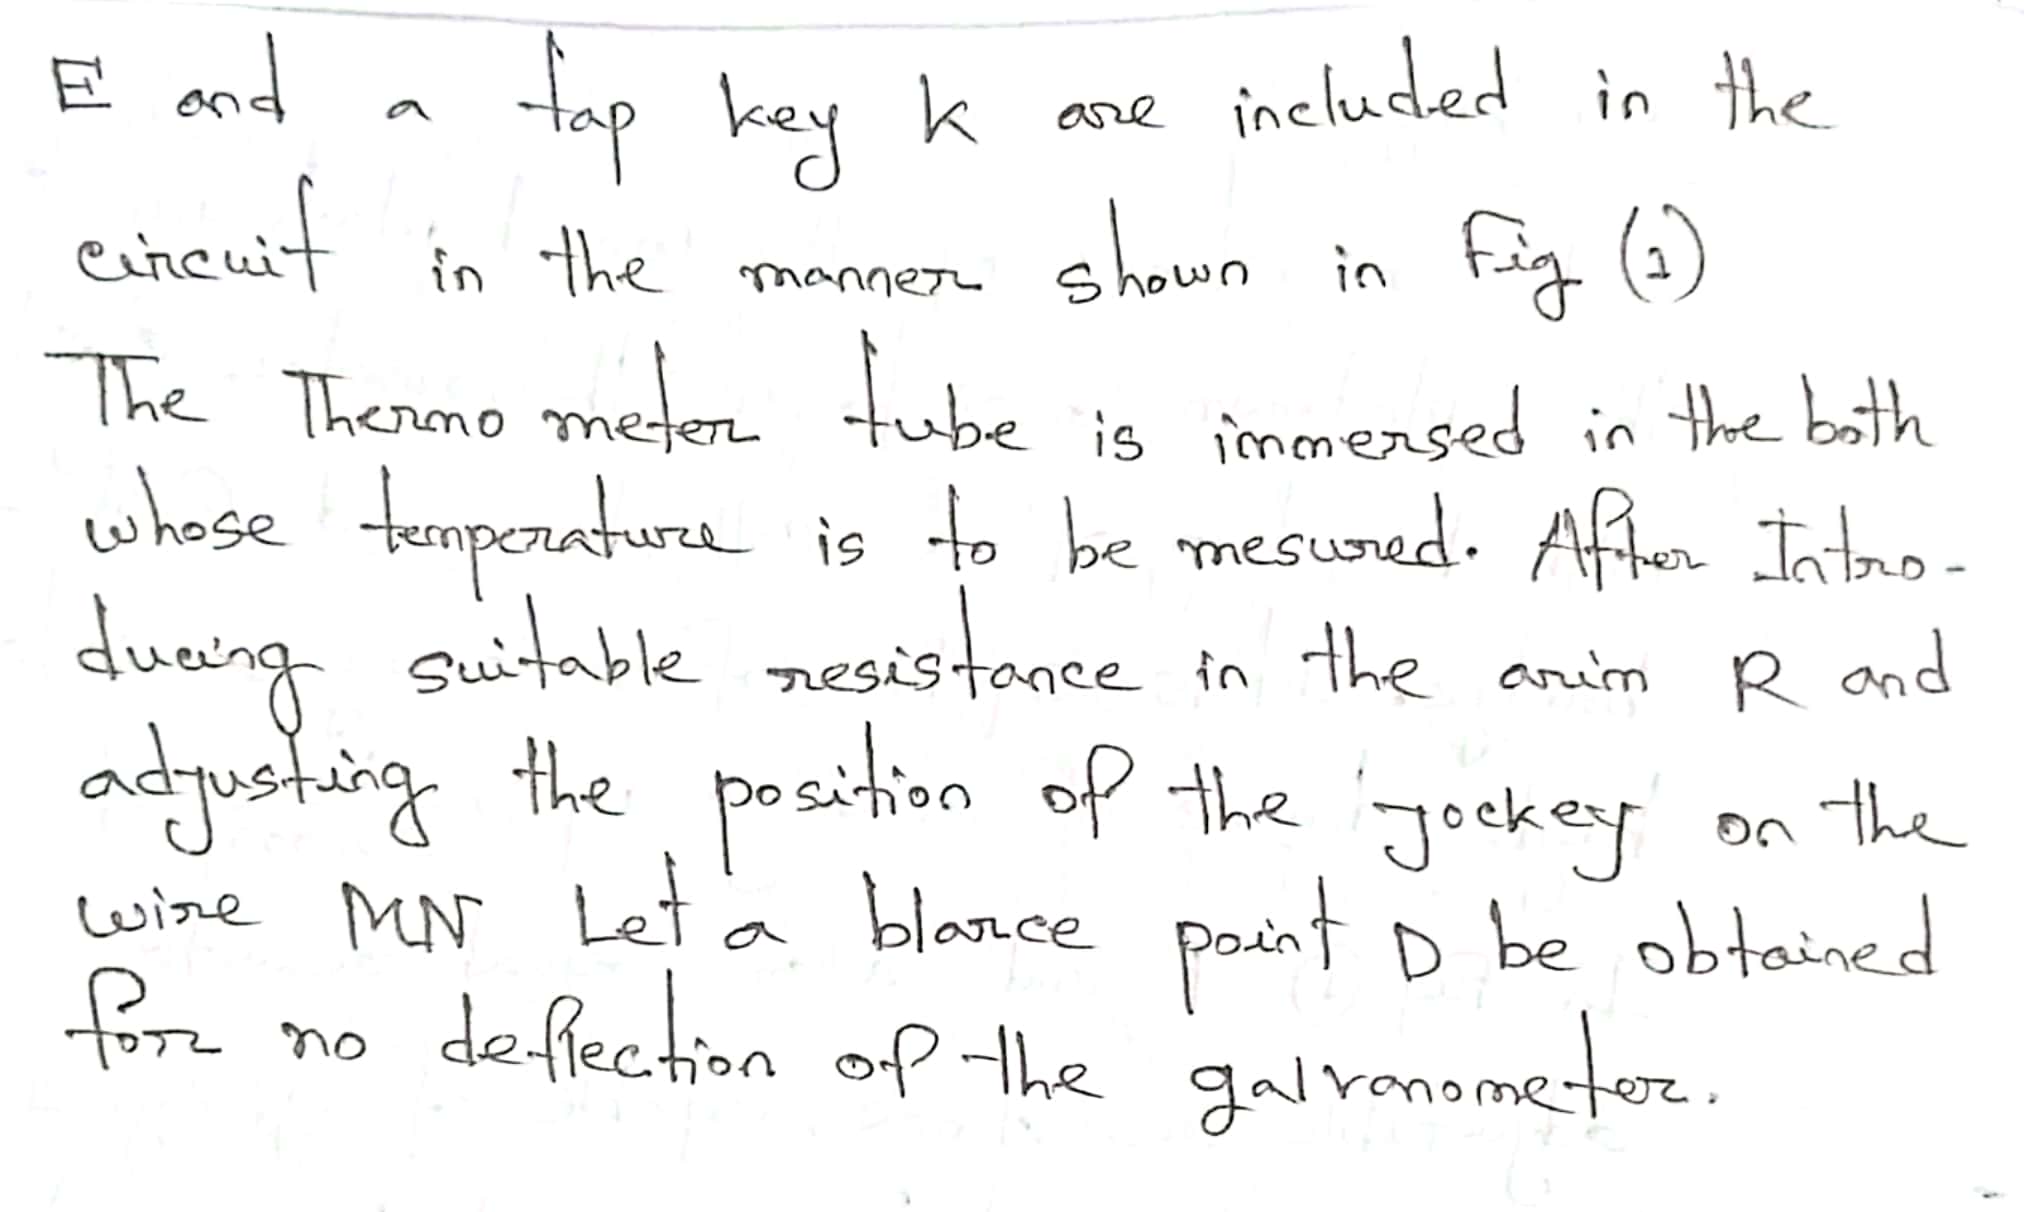 E and a tap key k are included in the
circuit in the manner shown in Fig (1)
The Thermo meter tube is immersed in the both
whose temperature is to be mesured. After Intro-
ducing suitable resistance in the arim R and
adjusting the position of the jockey on the
wire MN Let a blance point D be obtained
for no deflection of the galvanometer.